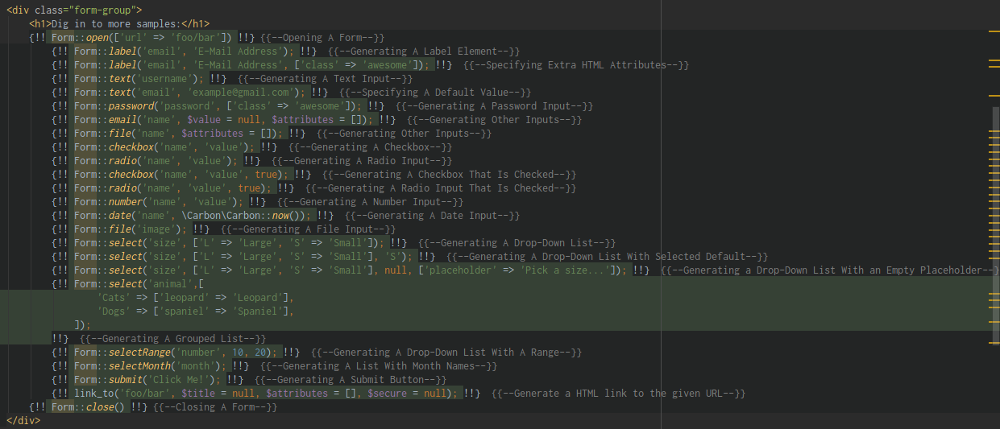 <div class="form-group">
<h1>Dig in to more samples:</h1>
{!! Form::open(['url' => 'foo/bar']) !!} {{--Opening A Form--}}
{!! Form::label('email', 'E-Mail Address'); !!} {{--Generating A Label Element--}}
{!! Form::label('email', 'E-Mail Address', ['class' => 'awesome']); !!} {{--Specifying Extra HTML Attributes--}}
{!! Form::text('username'); !!} {{--Generating A Text Input--}}
{!! Form::text('email', 'example@gmail.com'); !!} {{--Specifying A Default Value--}}
{!! Form::password('password', ['class' => 'awesome']); !!} {{--Generating A Password Input--}}
{!! Form::email('name', $value = null, $attributes = []); !!} {{--Generating Other Inputs--}}
{!! Form::file('name', $attributes = []); !!} {{--Generating Other Inputs--}}
{!! Form::checkbox('name', 'value'); !!} {{--Generating A Checkbox--}}
{!! Form::radio('name', 'value'); !!} {{--Generating A Radio Input--}}
{!! Form::checkbox('name', 'value', true); !!} {{--Generating A Checkbox That Is Checked--}}
{!! Form::radio('name', 'value', true); !!} {{--Generating A Radio Input That Is Checked--}}
{!! Form::number('name', 'value'); !!} {{--Generating A Number Input--}}
{!! Form::date('name', \Carbon\Carbon::now()); !!} {{--Generating A Date Input--}}
{!! Form::file('image'); !!} {{--Generating A File Input--}}
{!! Form::select('size', ['L' => 'Large', 'S' => 'Small']); !!} {{--Generating A Drop-Down List--}}
{!! Form::select('size', ['L' => 'Large', 'S' => 'Small'], 'S'); !!} {{--Generating A Drop-Down List With Selected Default--}}
{!! Form::select('size', ['L' => 'Large', 'S' => 'Small'], null, ['placeholder' => 'Pick a size...']); !!} {{--Generating a Drop-Down List With an Empty Placeholder--}
{!! Form::select('animal',[
'Cats' => ['leopard' => 'Leopard'],
'Dogs' => ['spaniel' => 'Spaniel'],
]);
!!} {{--Generating A Grouped List--}}
{!! Form::selectRange('number', 10, 20); !!} {{--Generating A Drop-Down List With A Range--}}
{!! Form::selectMonth('month'); !!} {{--Generating A List With Month Names--}}
{!! Form::submit('Click Me!'); !!} {{--Generating A Submit Button--}}
{!! link_to('foo/bar', $title = null, $attributes = [], $secure = null); !!} {{--Generate a HTML link to the given URL--}}
{!! Form::close() !!} {{--Closing A Form--}}
</div>